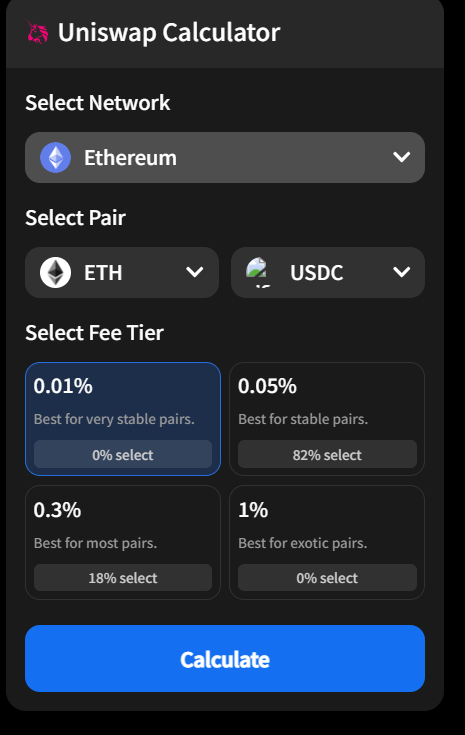 Uniswap Calculator
Select Network
Ethereum
Select Pair
ETH
USDC
Select Fee Tier
0.01%
Best for very stable pairs.
0% select
0.05%
Best for stable pairs.
82% select
0.3%
Best for most pairs.
18% select
1%
Best for exotic pairs.
0% select
Calculate